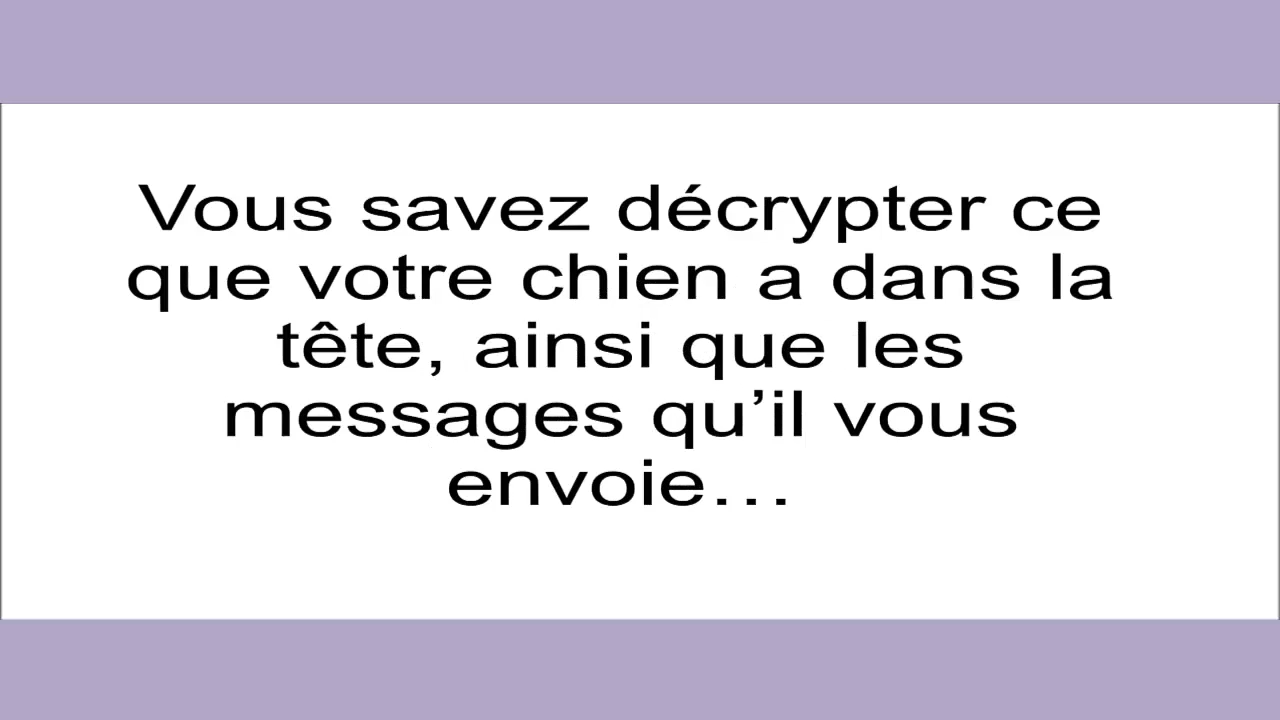 Vous savez décrypter ce
que votre chien a dans la
tête, ainsi que les
messages qu’il vous
envoie…